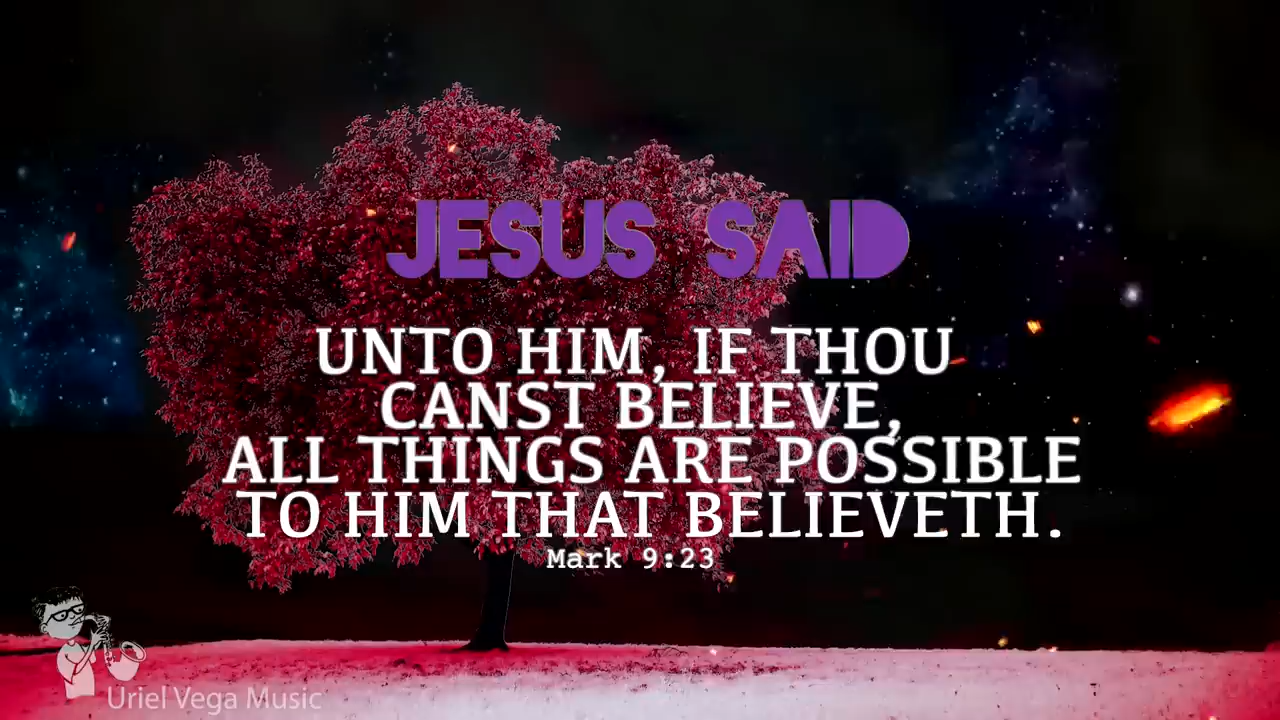 JESUS SAID
UNTO HIM, IF THOU
CANST BELIEVE,
ALL THINGS ARE POSSIBLE
TO HIM THAT BELIEVETH.
Mark 9:23
Uriel Vega Music